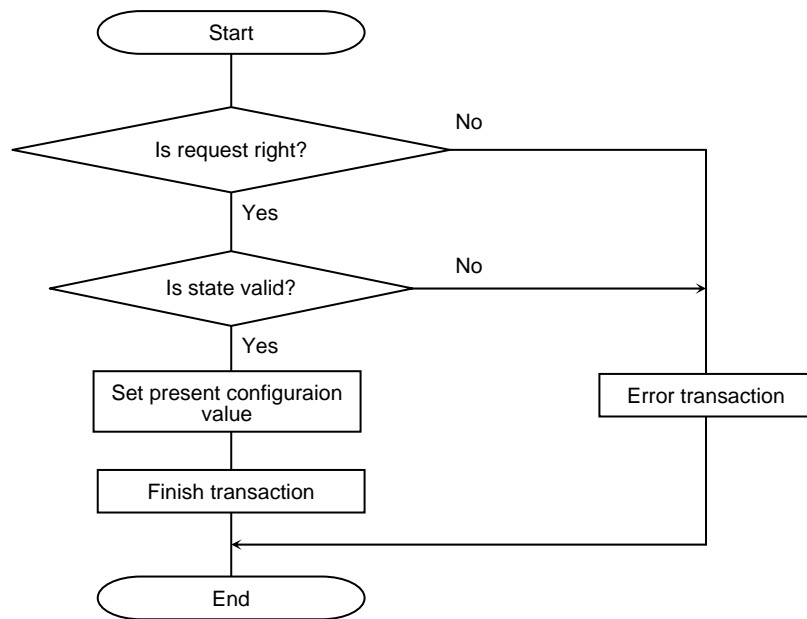 Start
Is request right?
No
Yes
Is state valid?
No
Yes
Set present configuraion
value
Error transaction
Finish transaction
End